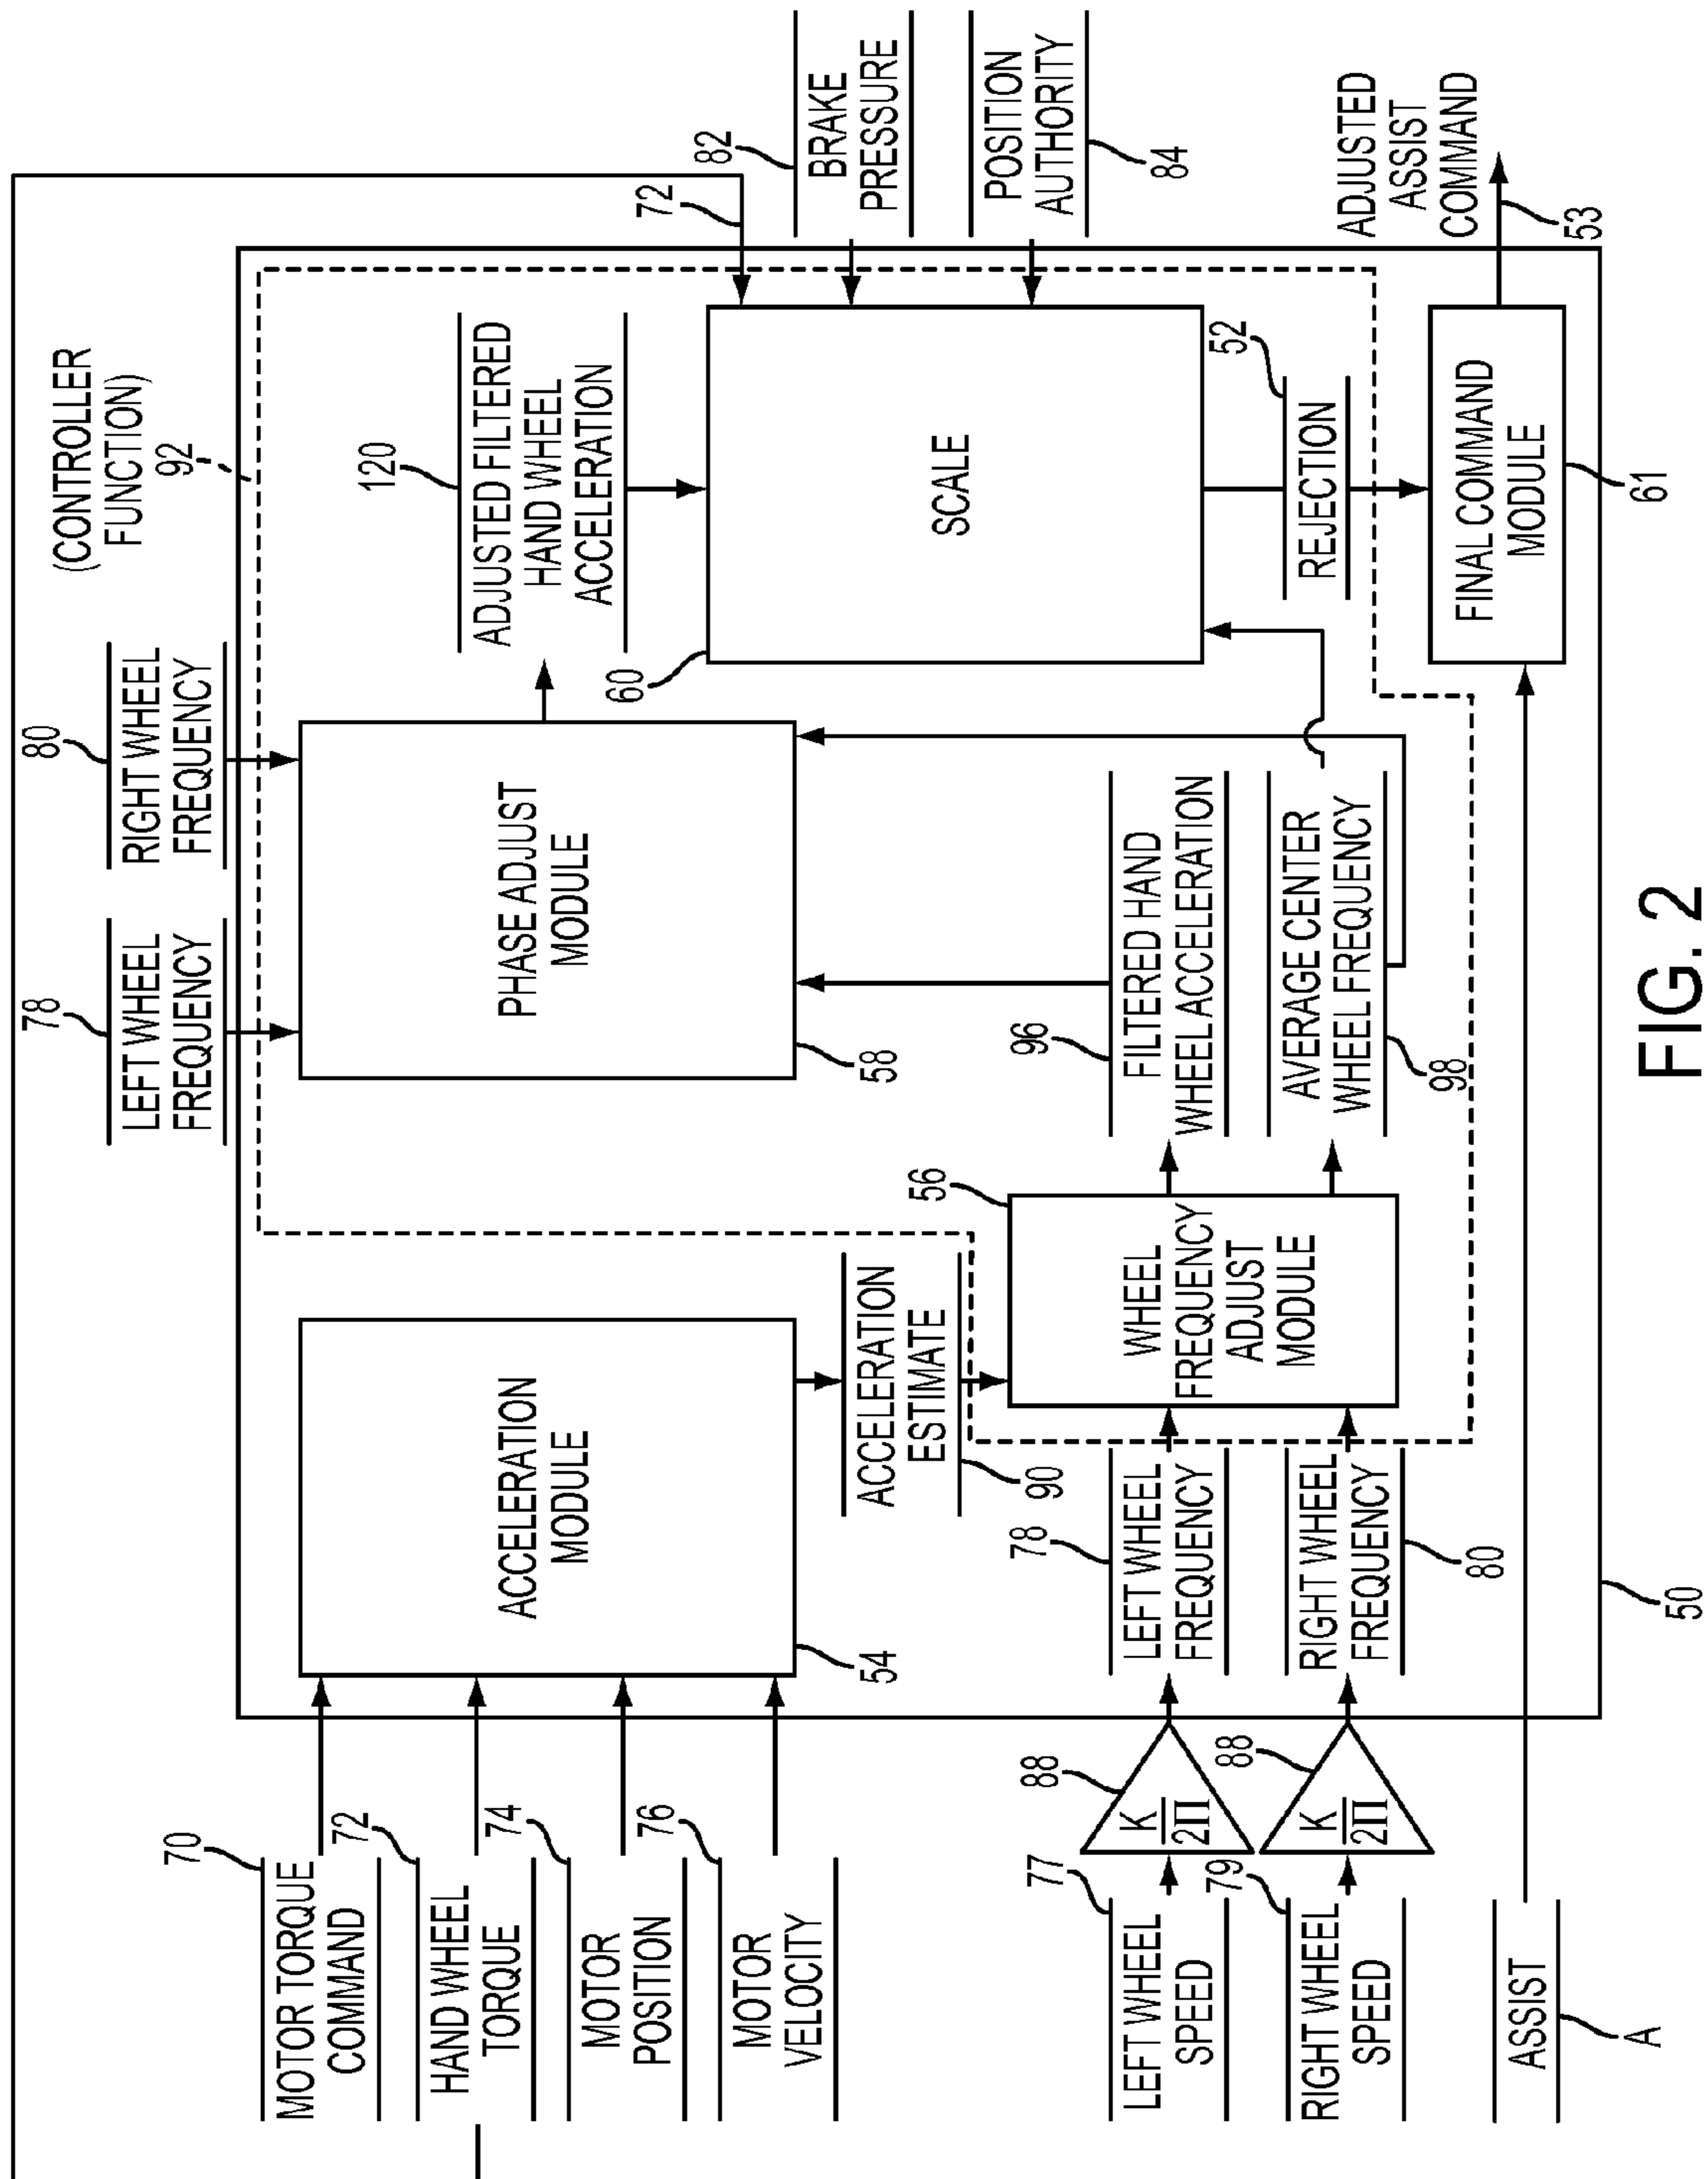 (CONTROLLER
FUNCTION)
92
70
MOTOR TORQUE
COMMAND
72
HAND WHEEL
TORQUE
74
MOTOR
POSITION
76
MOTOR
VELOCITY
ACCELERATION
MODULE
54
ACCELERATION
ESTIMATE
90
78
LEFT WHEEL
FREQUENCY
80
RIGHT WHEEL
FREQUENCY
PHASE ADJUST
MODULE
58
120
ADJUSTED FILTERED
HAND WHEEL
ACCELERATION
60
SCALE
72
82
BRAKE
PRESSURE
POSITION
AUTHORITY
84
77
LEFT WHEEL
SPEED
88
K
2Π
78
LEFT WHEEL
FREQUENCY
79
RIGHT WHEEL
SPEED
88
K
2Π
RIGHT WHEEL
FREQUENCY
80
56
WHEEL
FREQUENCY
ADJUST
MODULE
96
FILTERED HAND
WHEEL ACCELERATION
AVERAGE CENTER
WHEEL FREQUENCY
98
52
REJECTION
FINAL COMMAND
MODULE
61
ADJUSTED
ASSIST
COMMAND
53
ASSIST
A
50
FIG. 2